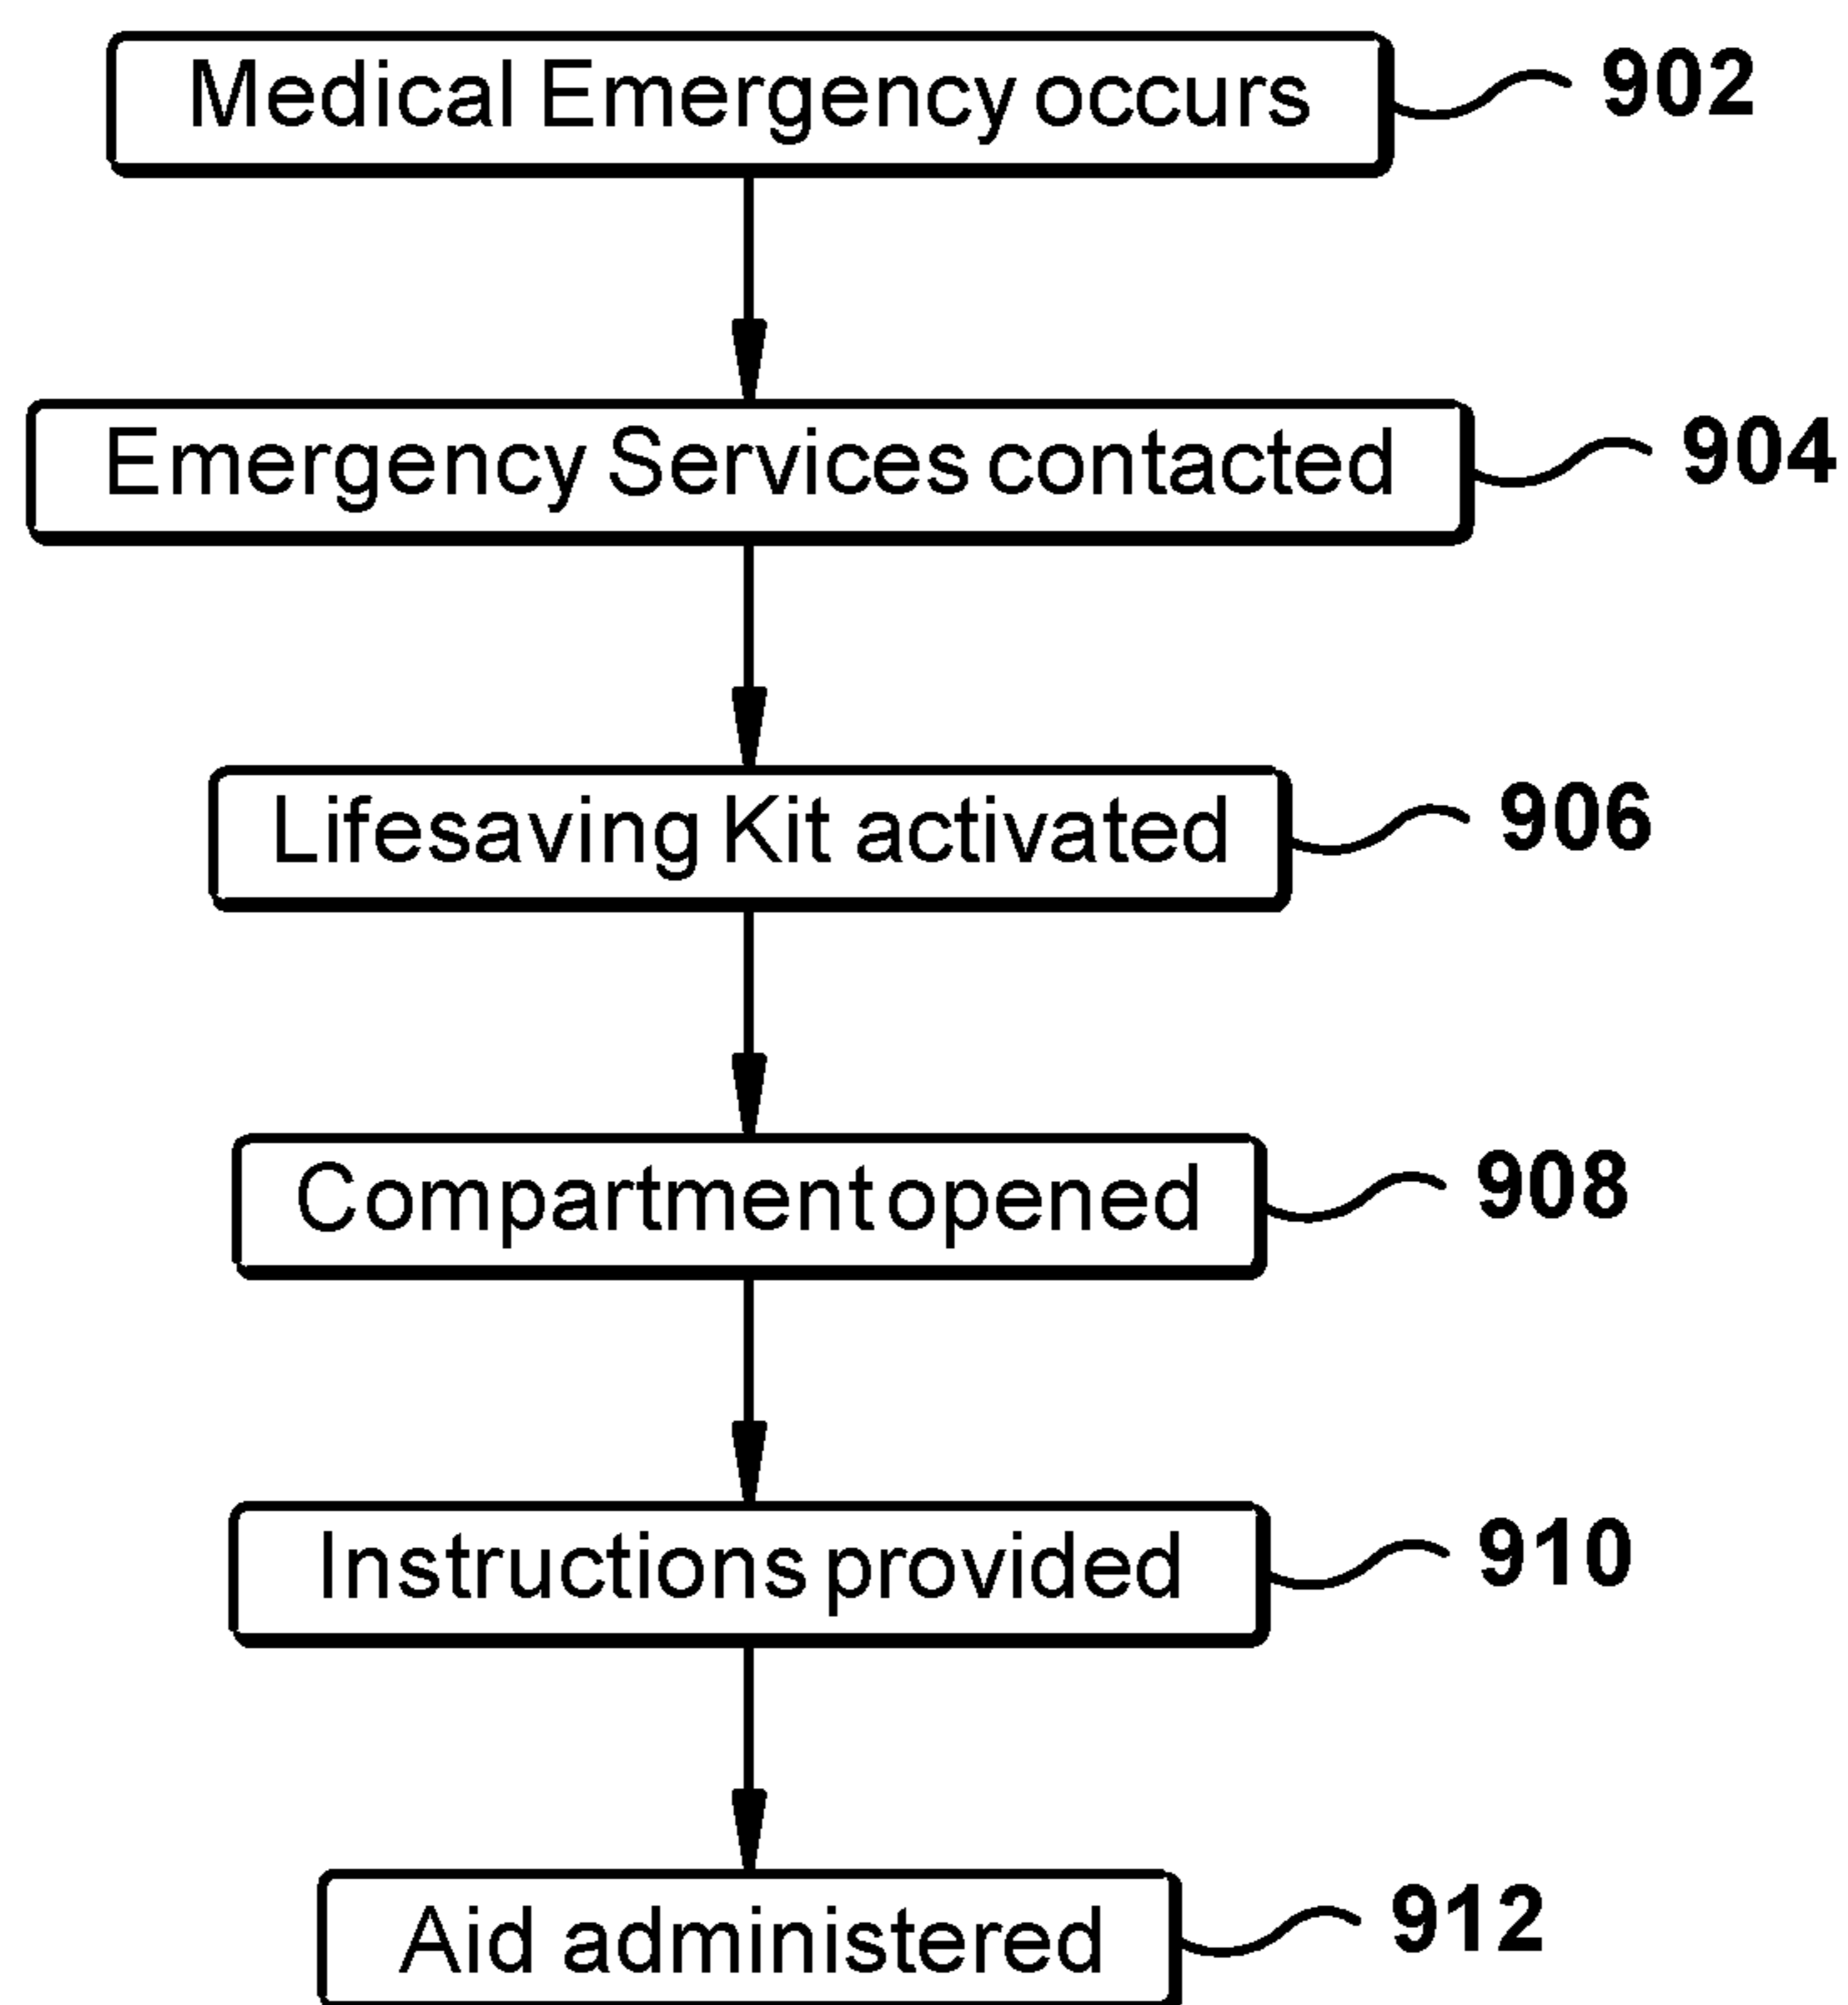 Medical Emergency occurs 902
Emergency Services contacted 904
Lifesaving Kit activated 906
Compartment opened 908
Instructions provided 910
Aid administered 912